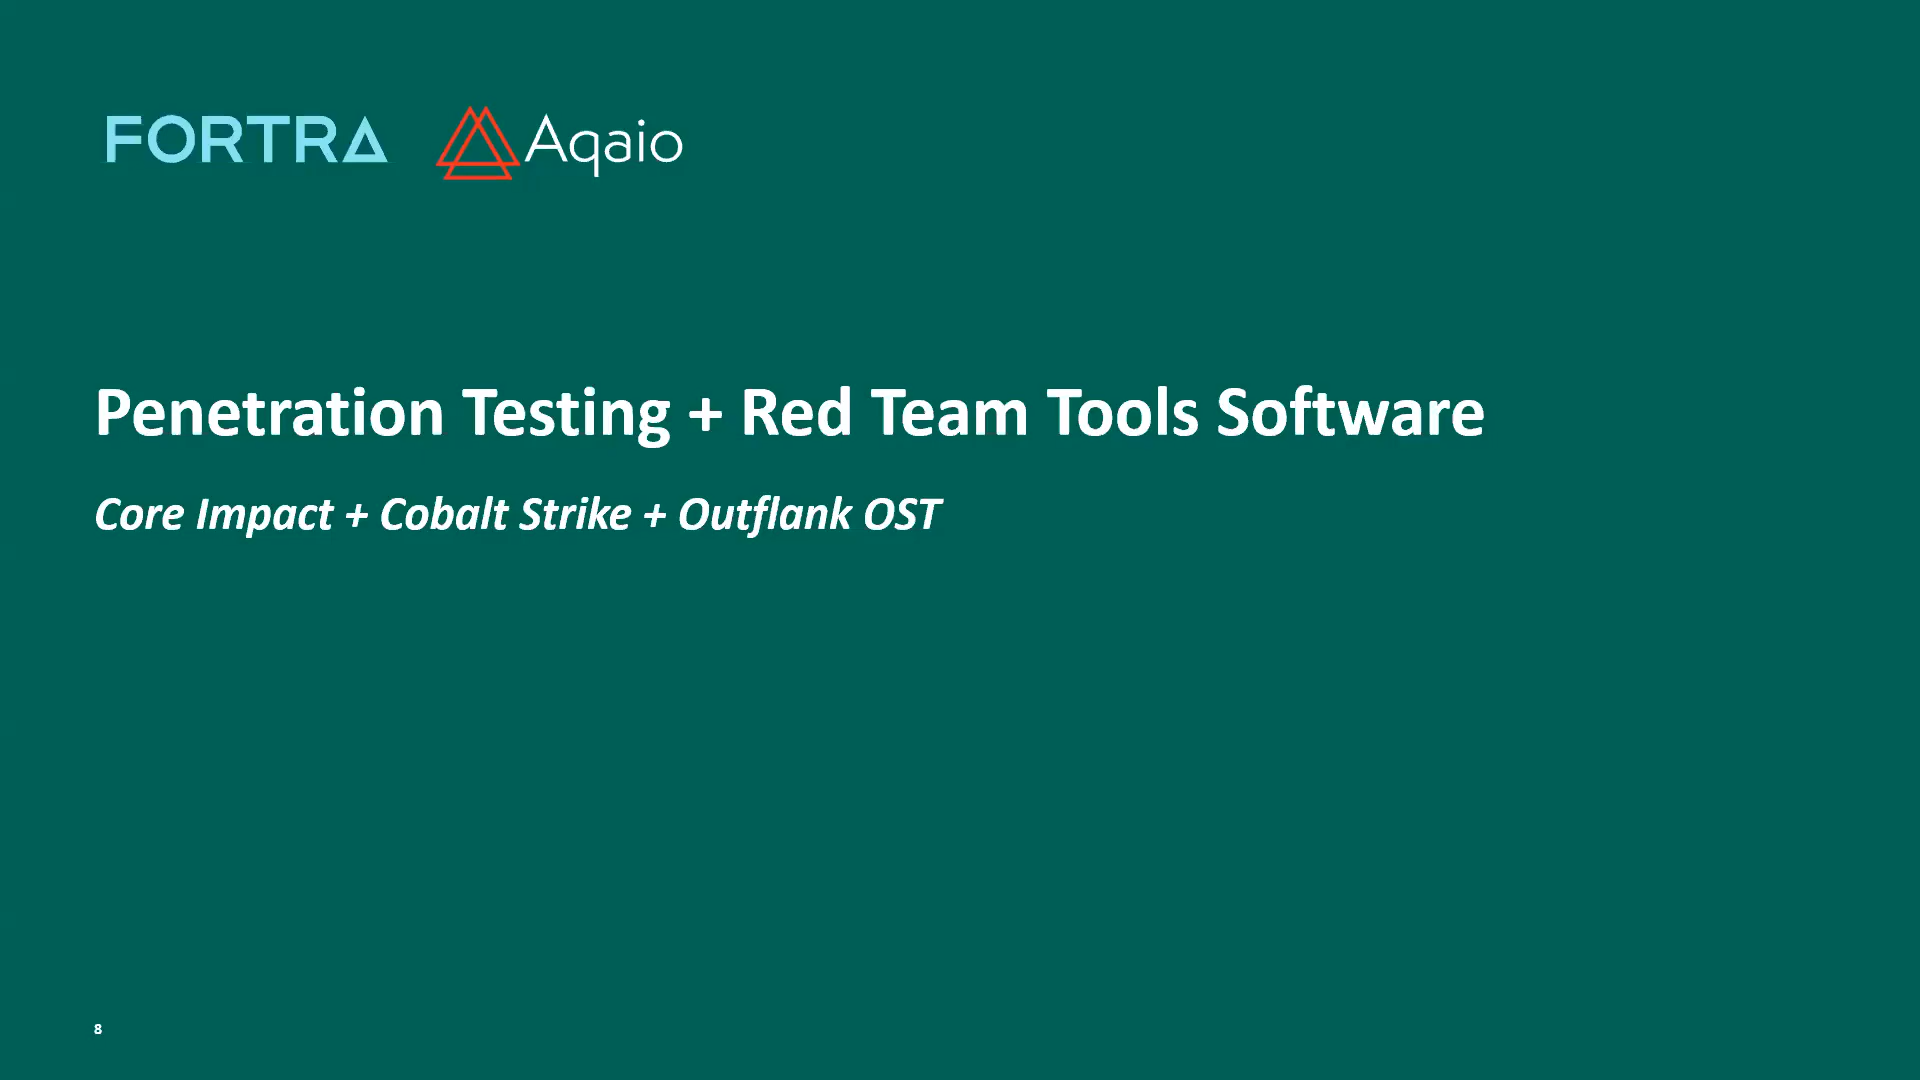 FORTRA Aqaio
Penetration Testing + Red Team Tools Software
Core Impact + Cobalt Strike + Outflank OST
8